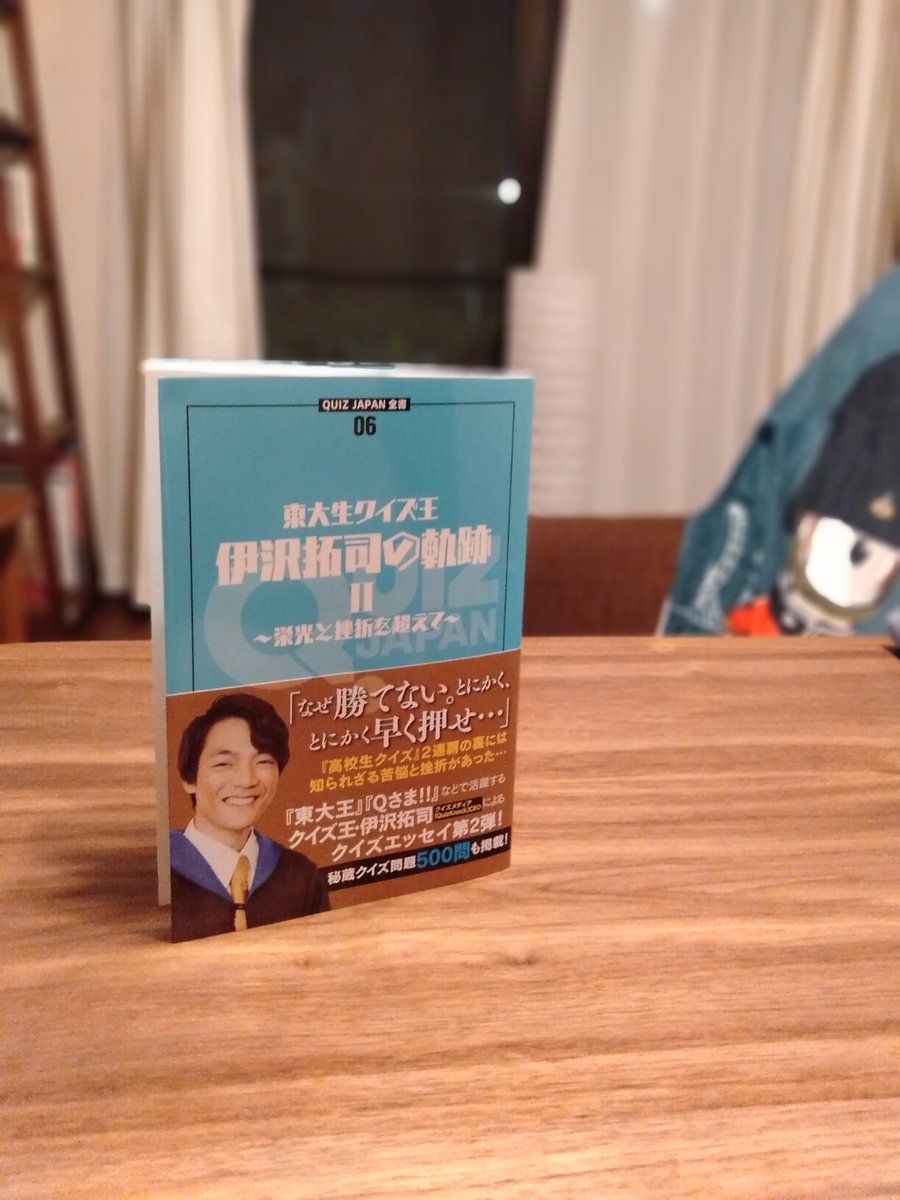 QUIZ JAPAN 全書
06
東大生クイズ王
伊沢拓司の軌跡
II
～栄光と挫折を超えて～
QUIZ
JAPAN
「なぜ勝てない。とにかく、
とにかく早く押せ…」
『高校生クイズ』2連覇の裏には
知られざる苦悩と挫折があった…
『東大王』『Qさま!!』などで活躍する
クイズ王・伊沢拓司 クイズメディア「QuizKnock」CEO による
クイズエッセイ第2弾!
秘蔵クイズ問題500問も掲載!